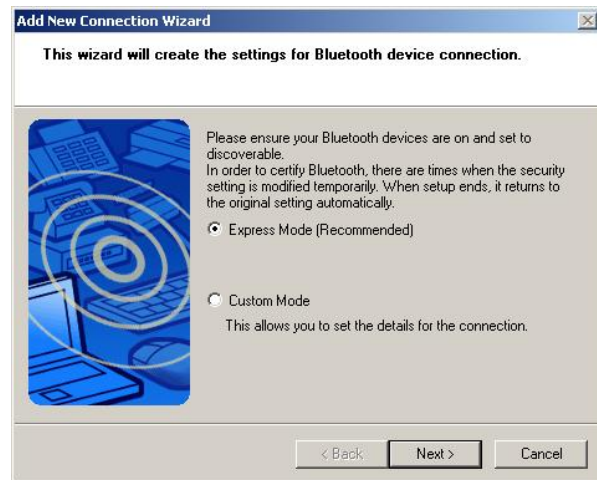 Add New Connection Wizard
This wizard will create the settings for Bluetooth device connection.
Please ensure your Bluetooth devices are on and set to
discoverable.
In order to certify Bluetooth, there are times when the security
setting is modified temporarily. When setup ends, it returns to
the original setting automatically.
Express Mode (Recommended)
Custom Mode
This allows you to set the details for the connection.
< Back Next > Cancel